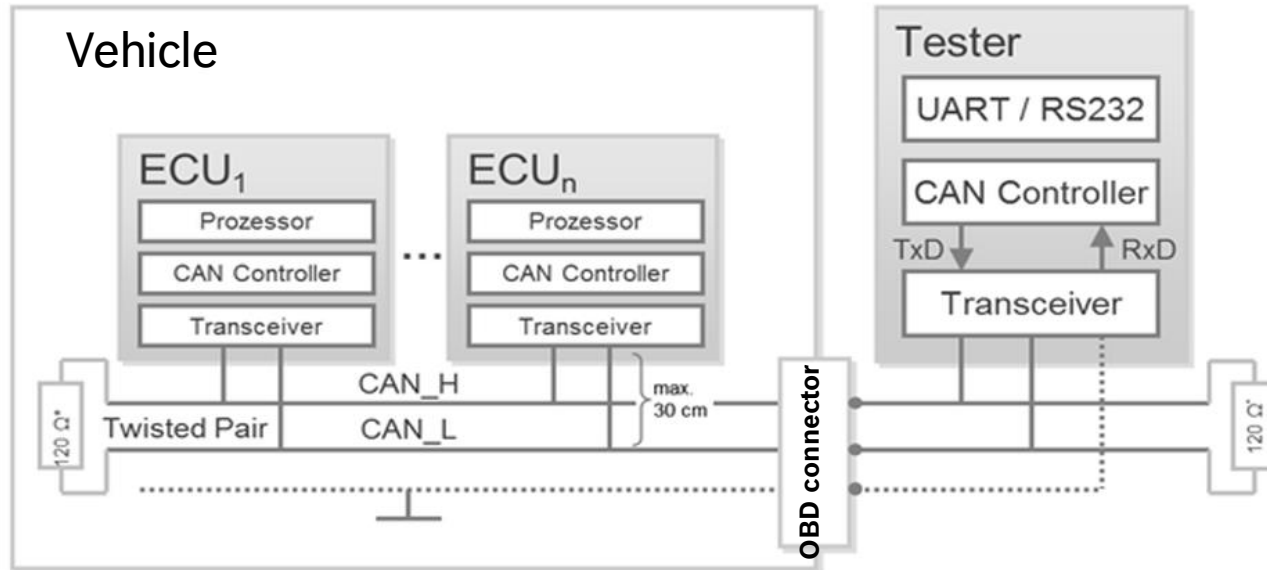 Vehicle
ECU1
Prozessor
CAN Controller
Transceiver
...
ECUn
Prozessor
CAN Controller
Transceiver
CAN_H
CAN_L
Twisted Pair
max.
30 cm
120 Ω*
OBD connector
Tester
UART / RS232
CAN Controller
TxD
RxD
Transceiver
120 Ω*